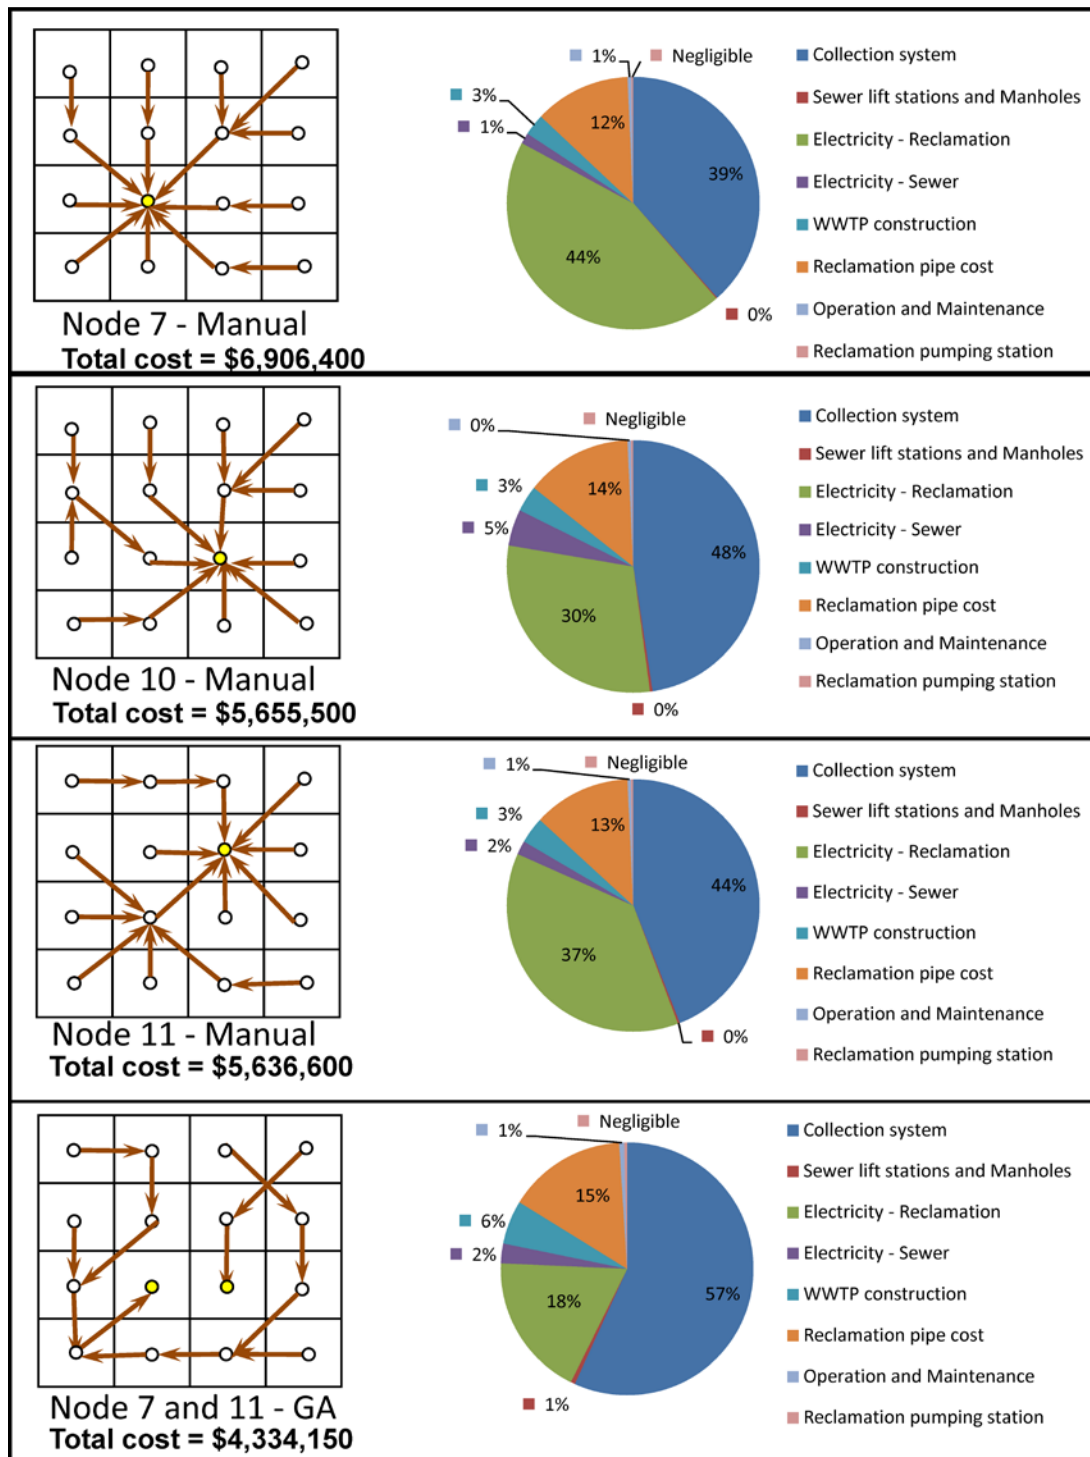 1%
Negligible
3%
1%
12%
39%
44%
0%
Collection system
Sewer lift stations and Manholes
Electricity - Reclamation
Electricity - Sewer
WWTP construction
Reclamation pipe cost
Operation and Maintenance
Reclamation pumping station
Node 7 - Manual
Total cost = $6,906,400
Negligible
0%
3%
5%
14%
48%
30%
0%
Collection system
Sewer lift stations and Manholes
Electricity - Reclamation
Electricity - Sewer
WWTP construction
Reclamation pipe cost
Operation and Maintenance
Reclamation pumping station
Node 10 - Manual
Total cost = $5,655,500
1%
Negligible
3%
2%
13%
44%
37%
0%
Collection system
Sewer lift stations and Manholes
Electricity - Reclamation
Electricity - Sewer
WWTP construction
Reclamation pipe cost
Operation and Maintenance
Reclamation pumping station
Node 11 - Manual
Total cost = $5,636,600
Negligible
1%
6%
2%
15%
57%
18%
1%
Collection system
Sewer lift stations and Manholes
Electricity - Reclamation
Electricity - Sewer
WWTP construction
Reclamation pipe cost
Operation and Maintenance
Reclamation pumping station
Node 7 and 11 - GA
Total cost = $4,334,150